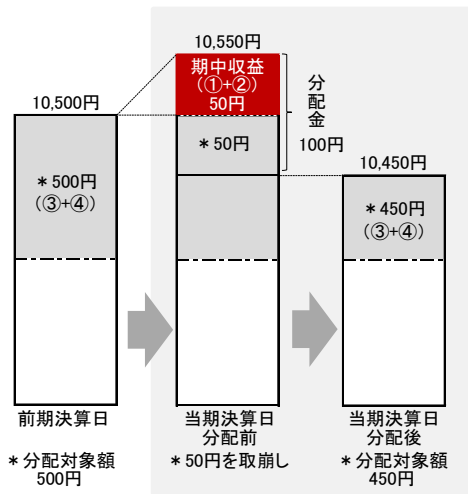 10,550円
期中収益
(①+②)
50円
分配金
100円
10,500円
*50円
10,450円
*500円
(③+④)
*450円
(③+④)
前期決算日
当期決算日
分配前
当期決算日
分配後
*分配対象額
500円
*50円を取崩し
*分配対象額
450円